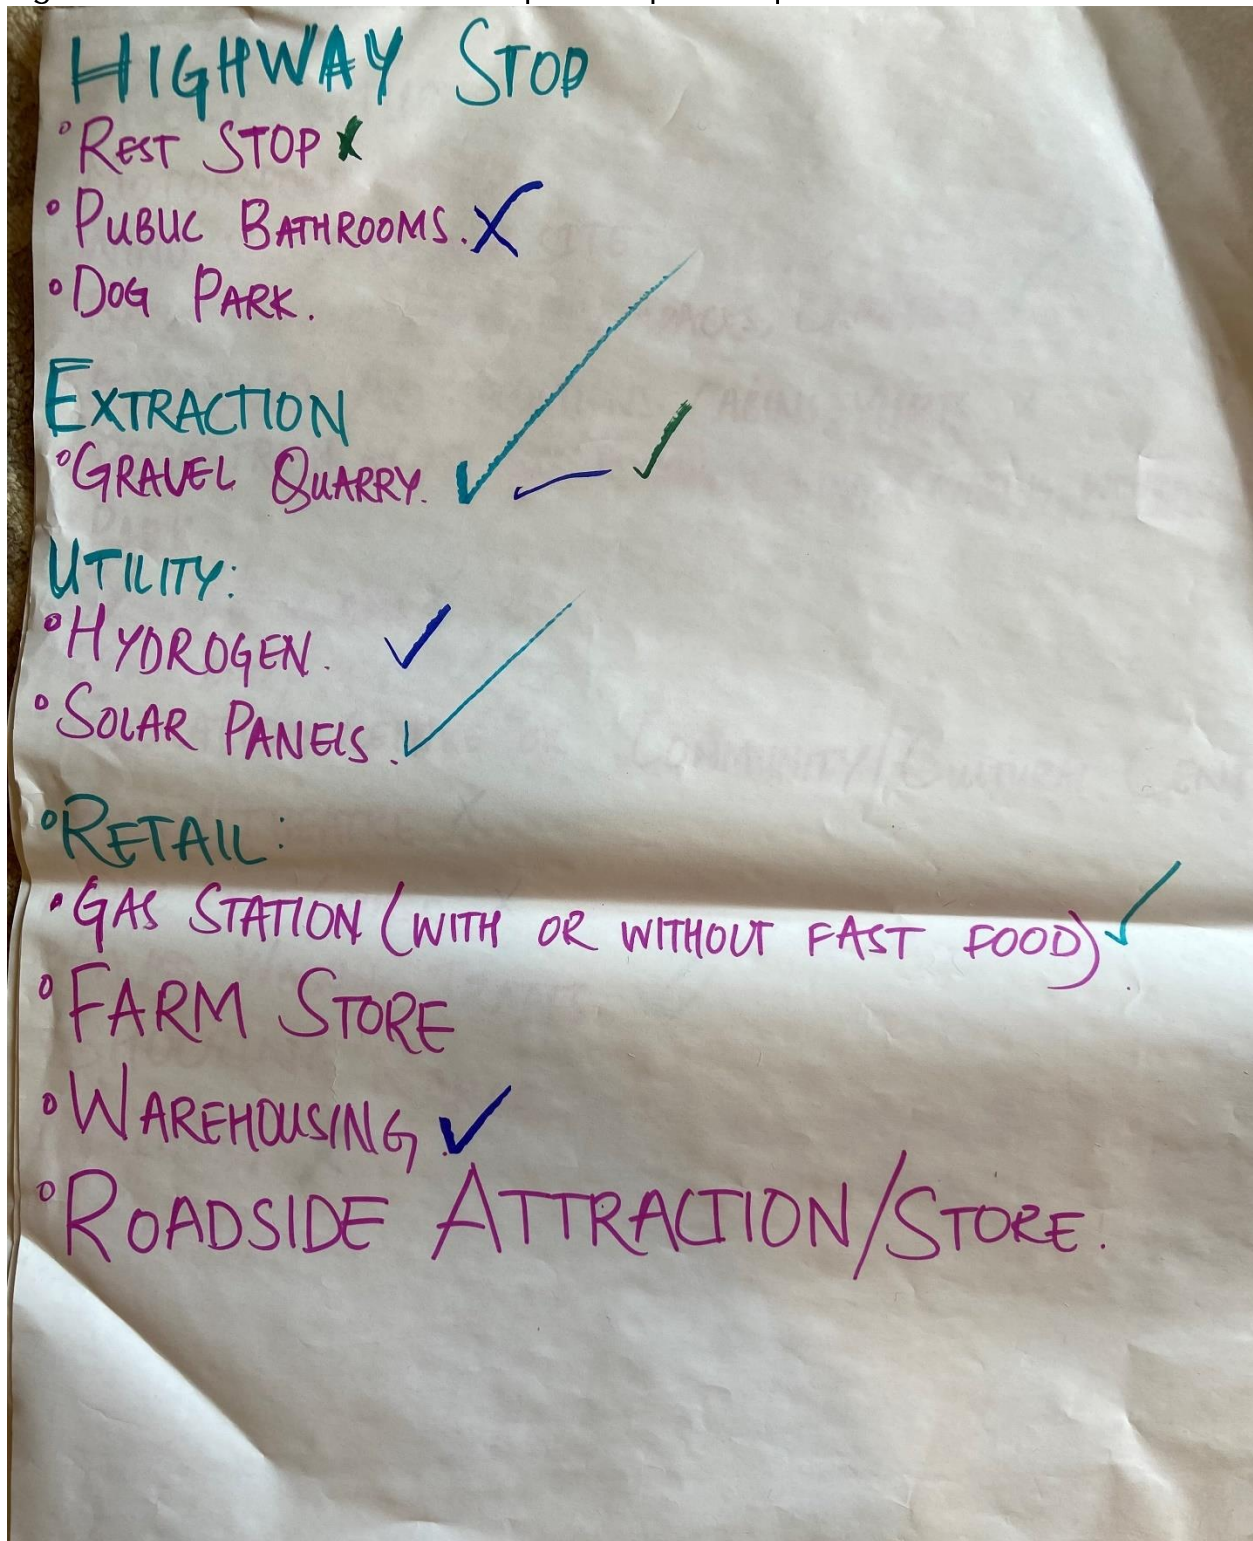 HIGHWAY STOP
° REST STOP X
° PUBLIC BATHROOMS. X
° DOG PARK.
EXTRACTION
° GRAVEL QUARRY. ✓ ✓ ✓
UTILITY:
° HYDROGEN. ✓
° SOLAR PANELS. ✓
° RETAIL:
• GAS STATION (WITH OR WITHOUT FAST FOOD). ✓
° FARM STORE
° WAREHOUSING ✓
° ROADSIDE ATTRACTION/STORE.